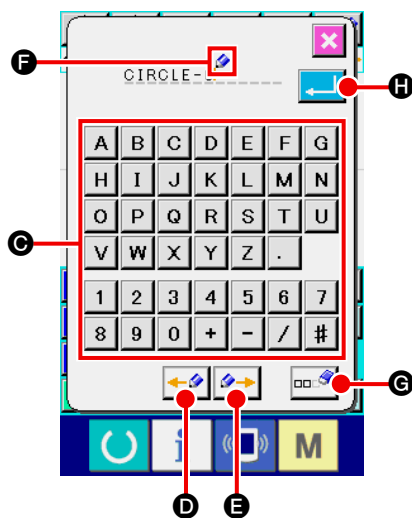 F
CIRCLE-
H
A B C D E F G
H I J K L M N
O P Q R S T U
C
V W X Y Z .
1 2 3 4 5 6 7
8 9 0 + - / #
G
i M
D E